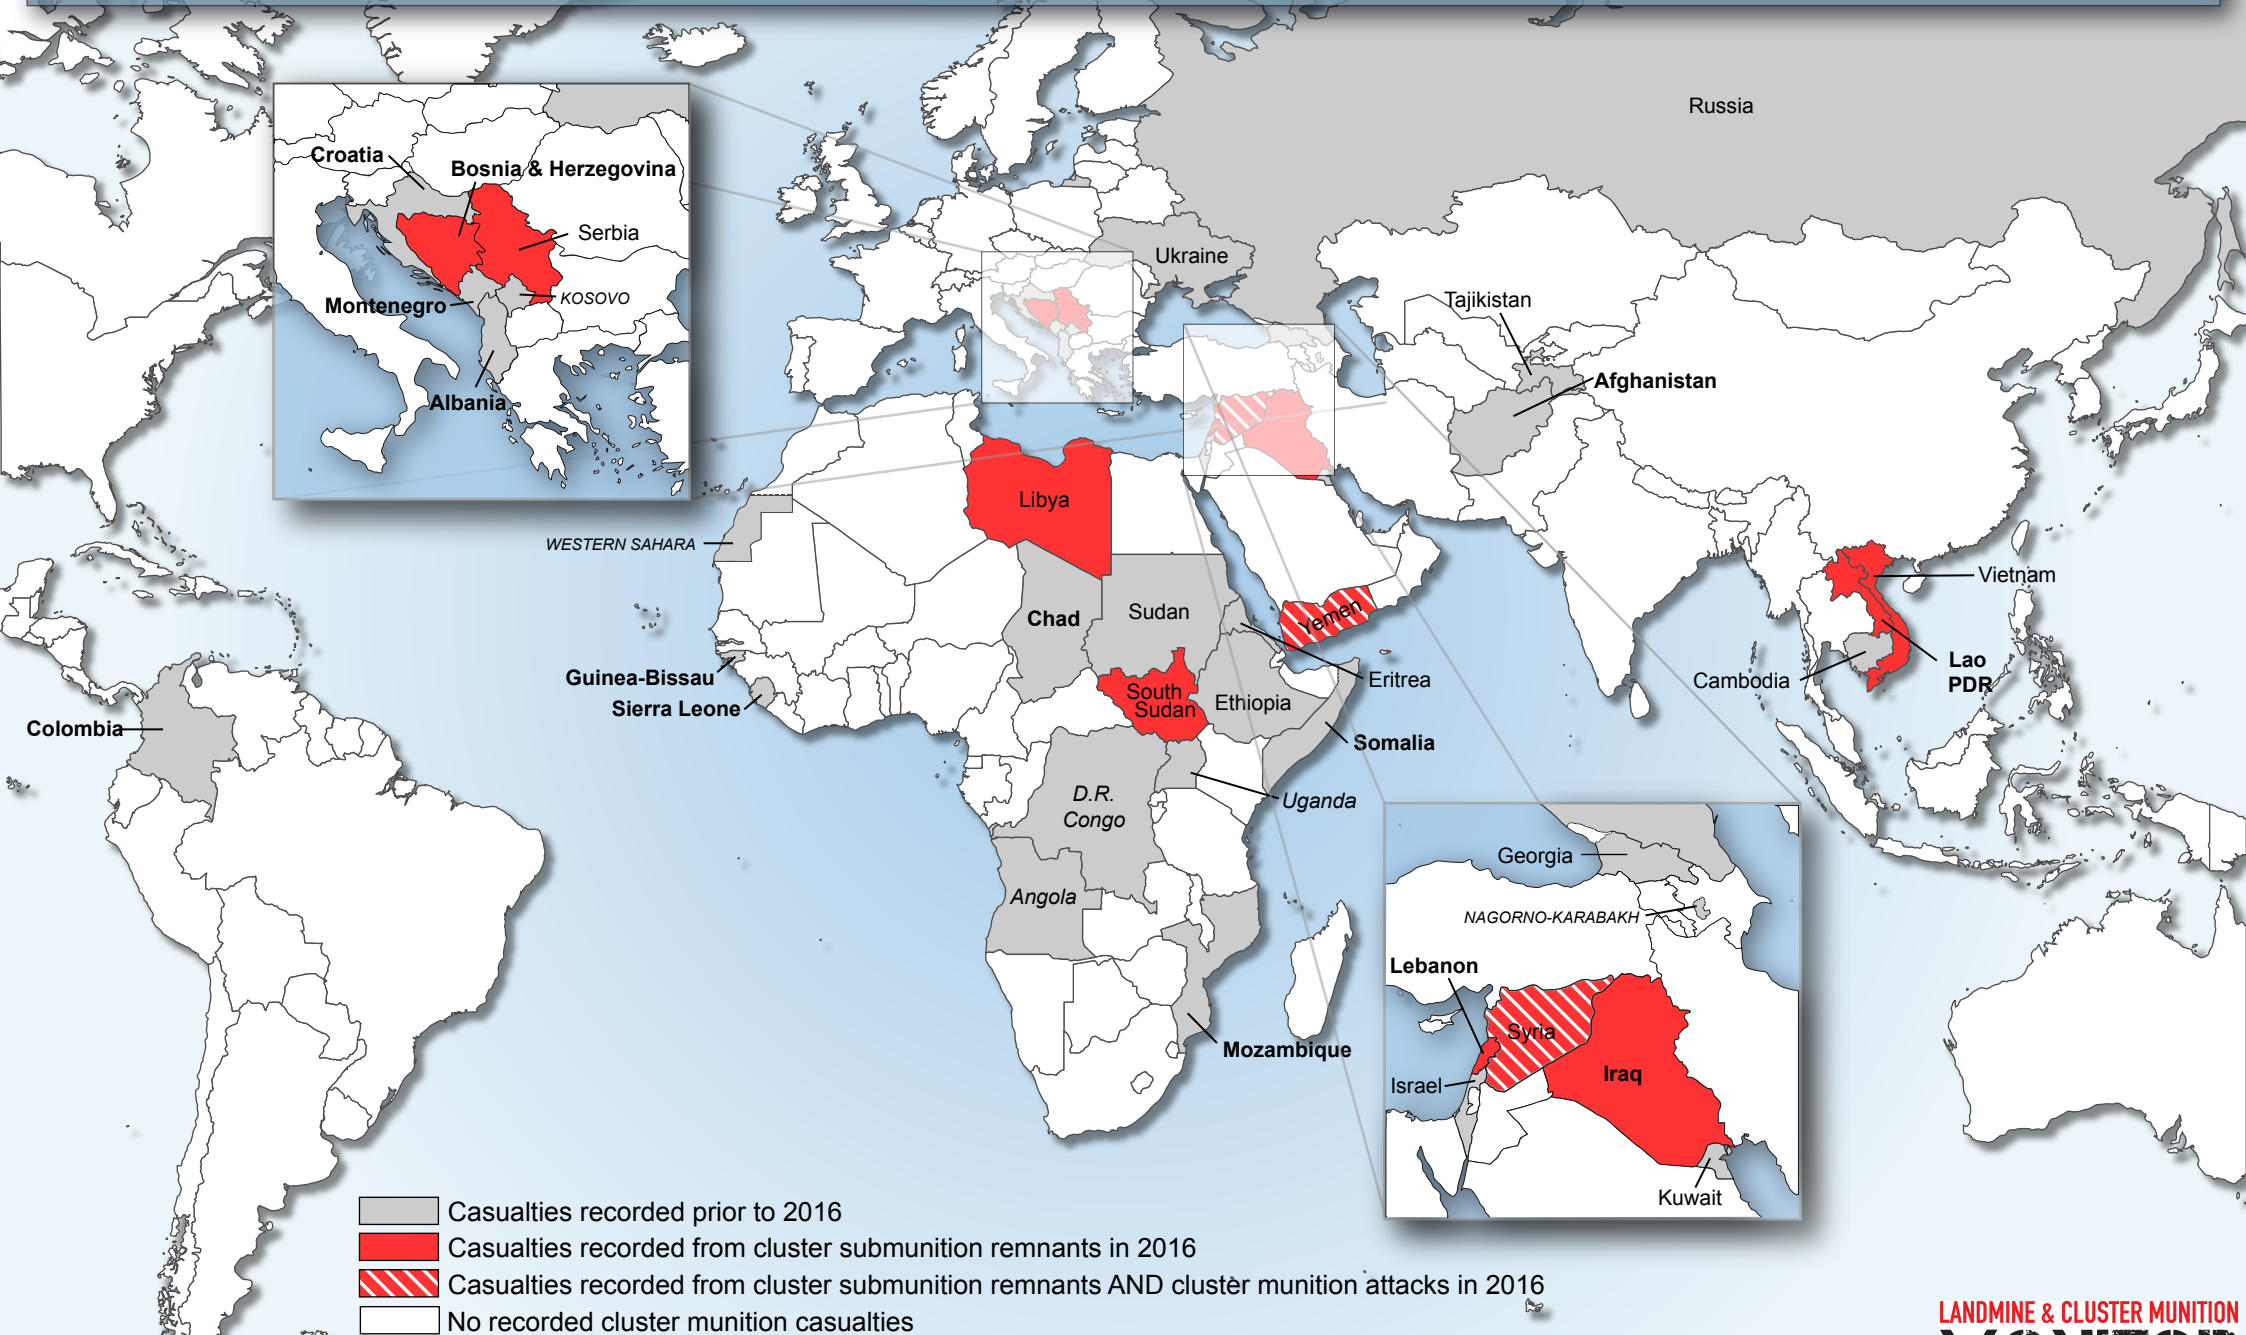 Russia
Croatia
Bosnia & Herzegovina
Serbia
Montenegro
KOSOVO
Albania
Ukraine
Tajikistan
Afghanistan
Libya
WESTERN SAHARA
Chad
Sudan
Yemen
Vietnam
Guinea-Bissau
Sierra Leone
South
Sudan
Ethiopia
Eritrea
Cambodia
Lao
PDR
Colombia
Somalia
D.R.
Congo
Uganda
Angola
Mozambique
Georgia
NAGORNO-KARABAKH
Lebanon
Syria
Iraq
Israel
Kuwait
Casualties recorded prior to 2016
Casualties recorded from cluster submunition remnants in 2016
Casualties recorded from cluster submunition remnants AND cluster munition attacks in 2016
No recorded cluster munition casualties
LANDMINE & CLUSTER MUNITION